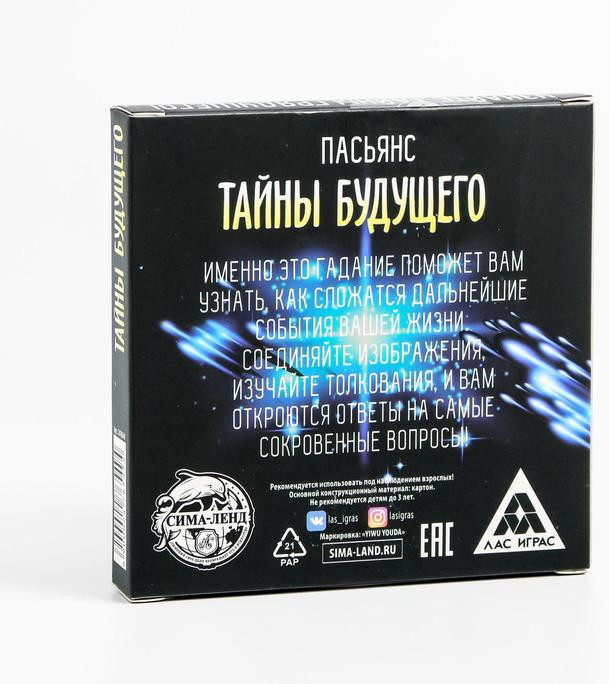 ПАСЬЯНС
ТАЙНЫ БУДУЩЕГО
ИМЕННО ЭТО ГАДАНИЕ ПОМОЖЕТ ВАМ
УЗНАТЬ, КАК СЛОЖАТСЯ ДАЛЬНЕЙШИЕ
СОБЫТИЯ ВАШЕЙ ЖИЗНИ.
СОЕДИНЯЙТЕ ИЗОБРАЖЕНИЯ,
ИЗУЧАЙТЕ ТОЛКОВАНИЯ, И ВАМ
ОТКРОЮТСЯ ОТВЕТЫ НА САМЫЕ
СОКРОВЕННЫЕ ВОПРОСЫ!
Рекомендуется использовать под наблюдением взрослых!
Основной конструкционный материал: картон.
Не рекомендуется детям до 3 лет.
las_igras lasigras
Маркировка: «YIWU YOUDA»
SIMA-LAND.RU
СИМА-ЛЕНД
21
PAP
EAC
ЛАС ИГРАС
ТАЙНЫ БУДУЩЕГО